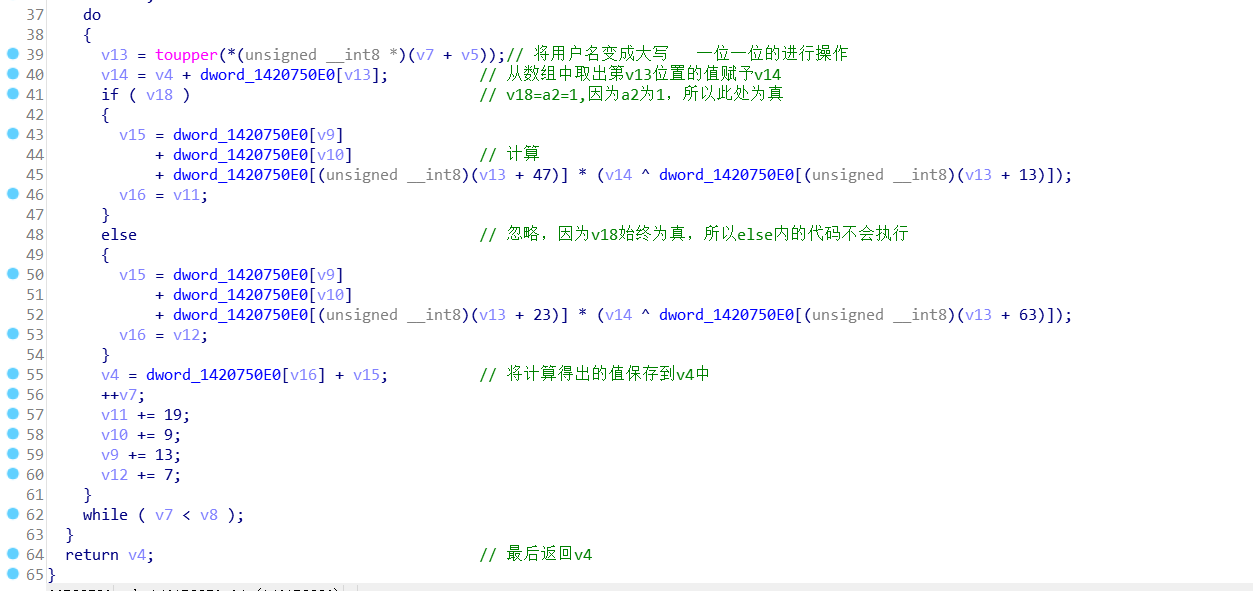 37 do
38 {
39 v13 = toupper(*(unsigned __int8 *)(v7 + v5));// 将用户名变成大写 一位一位的进行操作
40 v14 = v4 + dword_1420750E0[v13]; // 从数组中取出第v13位置的值赋予v14
41 if ( v18 ) // v18=a2=1,因为a2为1，所以此处为真
42 {
43 v15 = dword_1420750E0[v9]
44 + dword_1420750E0[v10] // 计算
45 + dword_1420750E0[(unsigned __int8)(v13 + 47)] * (v14 ^ dword_1420750E0[(unsigned __int8)(v13 + 13)]);
46 v16 = v11;
47 }
48 else // 忽略，因为v18始终为真，所以else内的代码不会执行
49 {
50 v15 = dword_1420750E0[v9]
51 + dword_1420750E0[v10]
52 + dword_1420750E0[(unsigned __int8)(v13 + 23)] * (v14 ^ dword_1420750E0[(unsigned __int8)(v13 + 63)]);
53 v16 = v12;
54 }
55 v4 = dword_1420750E0[v16] + v15; // 将计算得出的值保存到v4中
56 ++v7;
57 v11 += 19;
58 v10 += 9;
59 v9 += 13;
60 v12 += 7;
61 }
62 while ( v7 < v8 );
63 }
64 return v4; // 最后返回v4
65 }